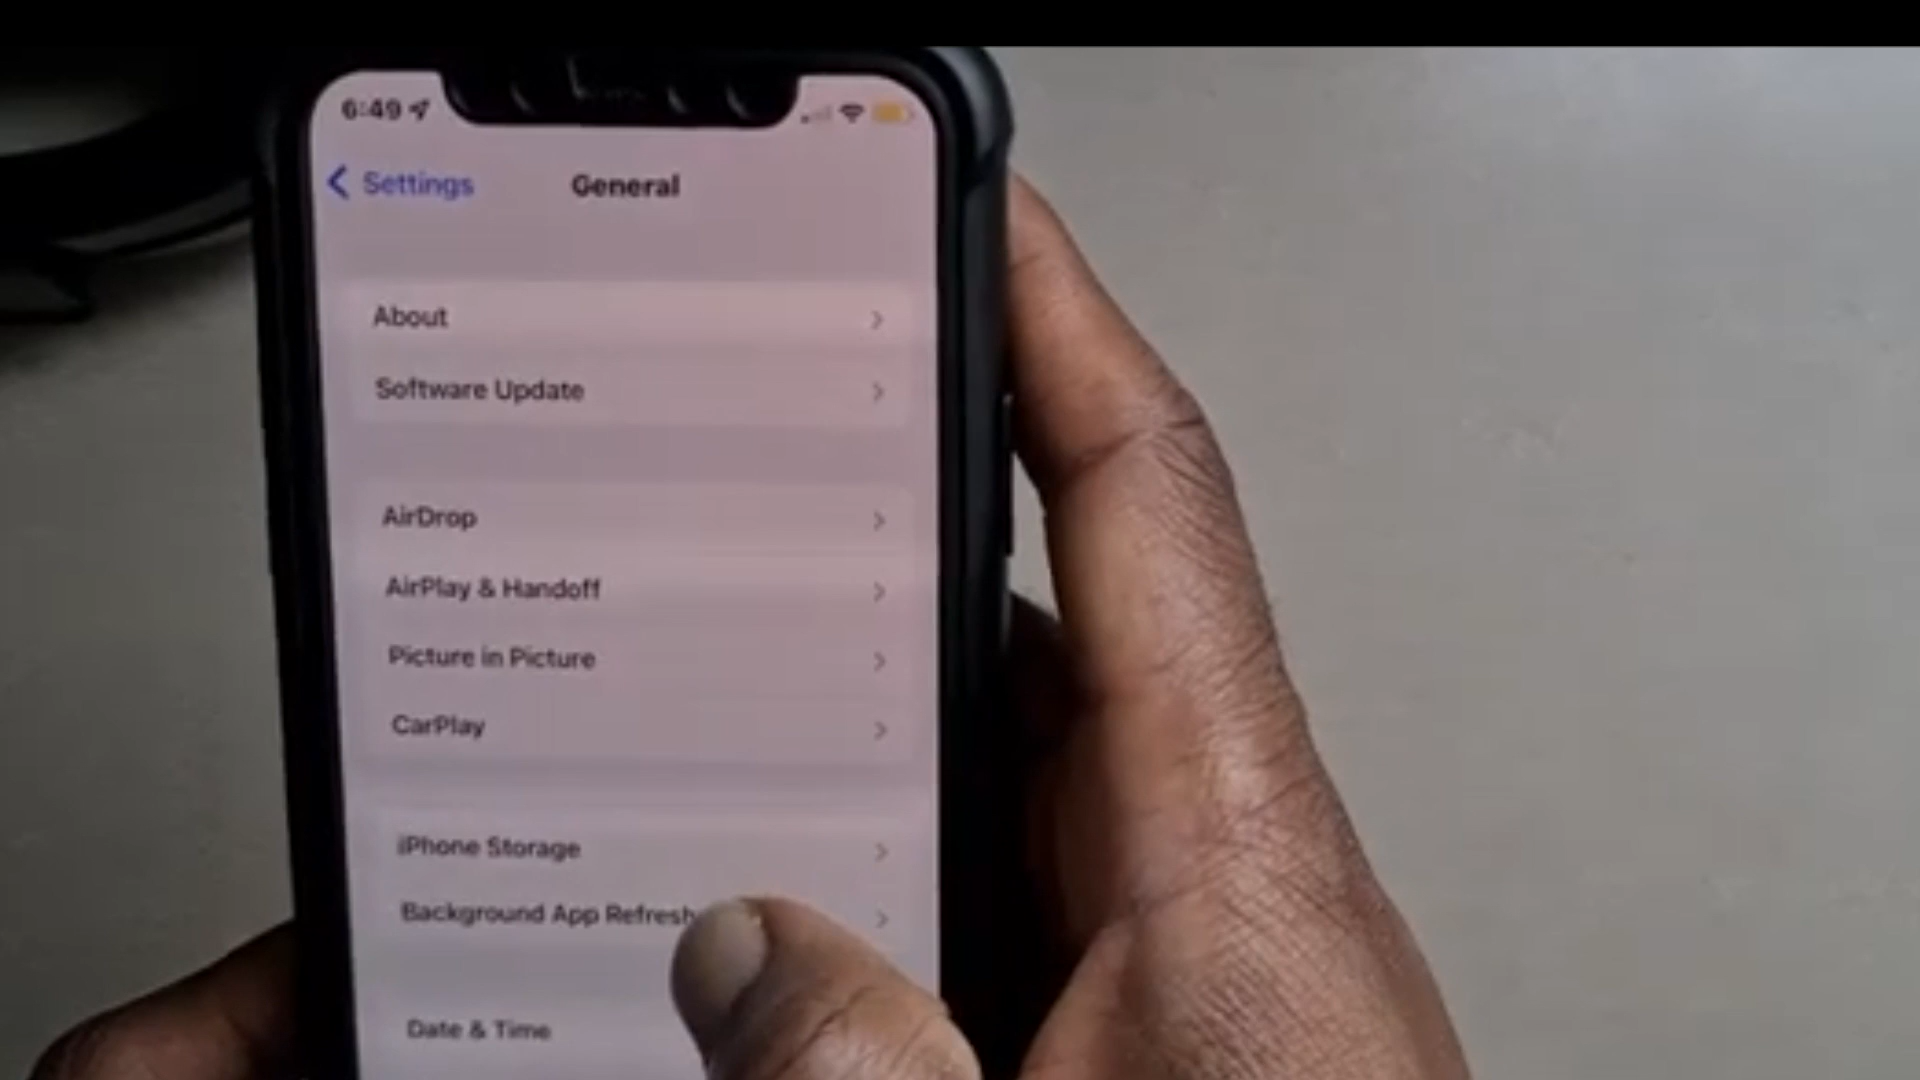 6:49
Settings
General
About
Software Update
AirDrop
AirPlay & Handoff
Picture in Picture
CarPlay
iPhone Storage
Background App Refresh
Date & Time